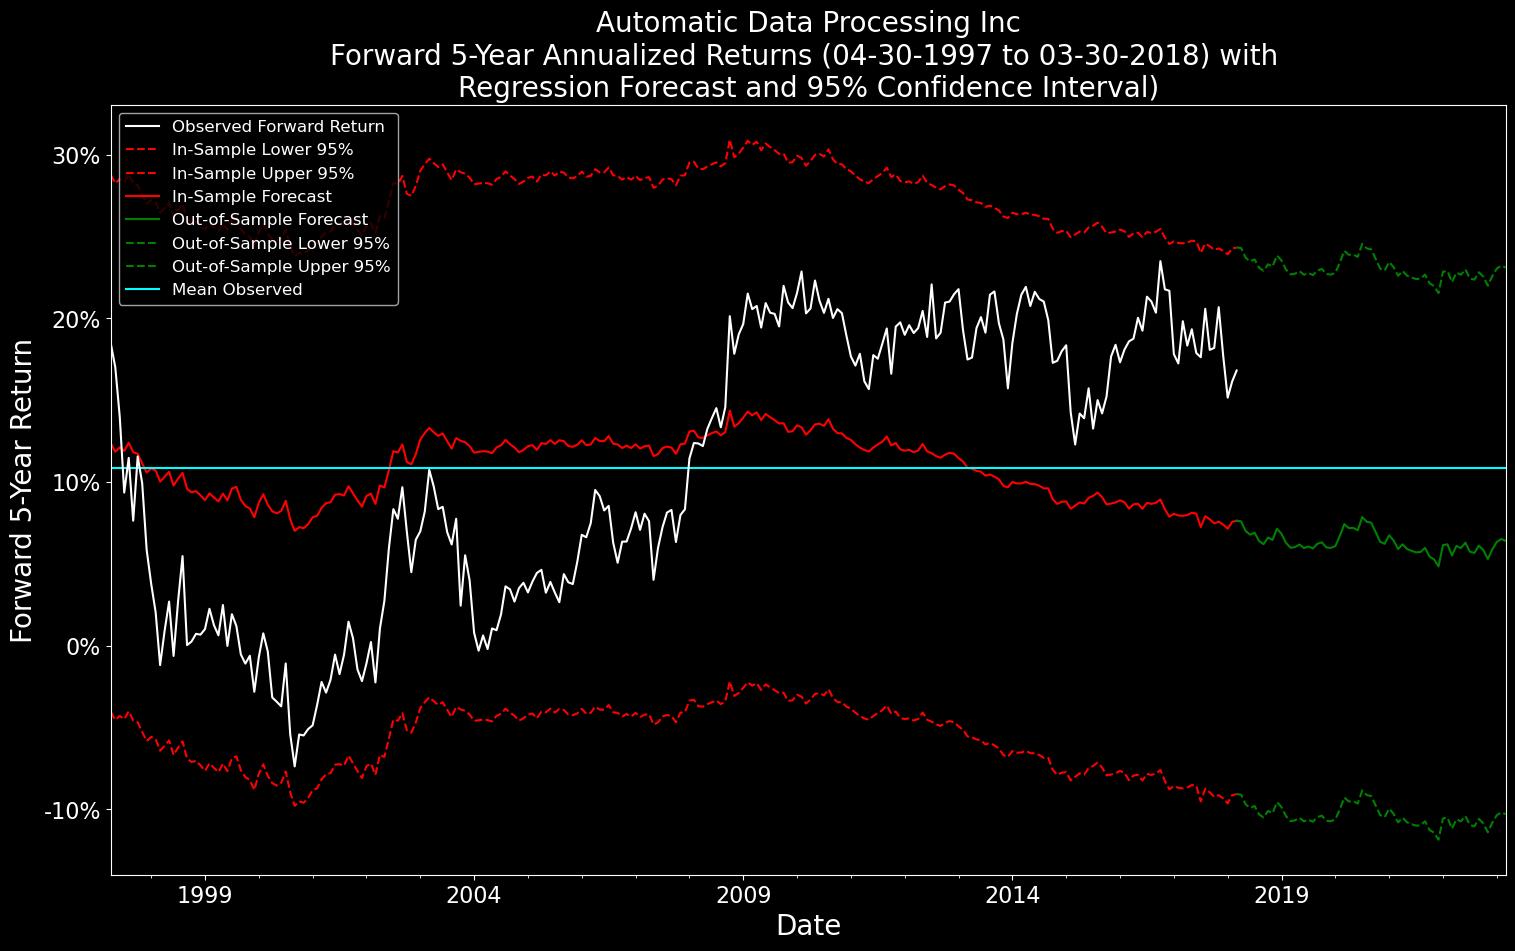 Automatic Data Processing Inc
Forward 5-Year Annualized Returns (04-30-1997 to 03-30-2018) with
Regression Forecast and 95% Confidence Interval)
Observed Forward Return
In-Sample Lower 95%
In-Sample Upper 95%
In-Sample Forecast
Out-of-Sample Forecast
Out-of-Sample Lower 95%
Out-of-Sample Upper 95%
Mean Observed
Forward 5-Year Return
30%
20%
10%
0%
-10%
1999
2004
2009
2014
2019
Date